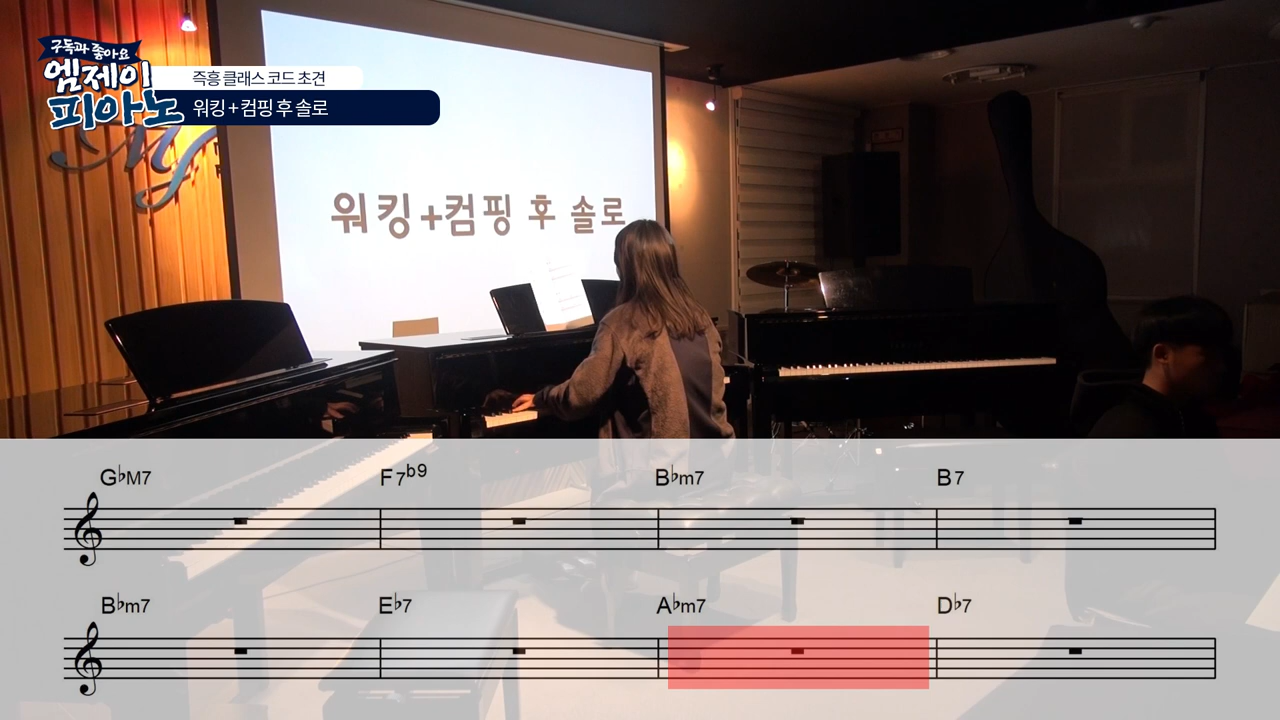 구독과 좋아요
엠제이
피아노
즉흥 클래스 코드 초견
워킹 + 컴핑 후 솔로
워킹+컴핑 후 솔로
G♭M7 F7b9 B♭m7 B7
B♭m7 E♭7 A♭m7 D♭7